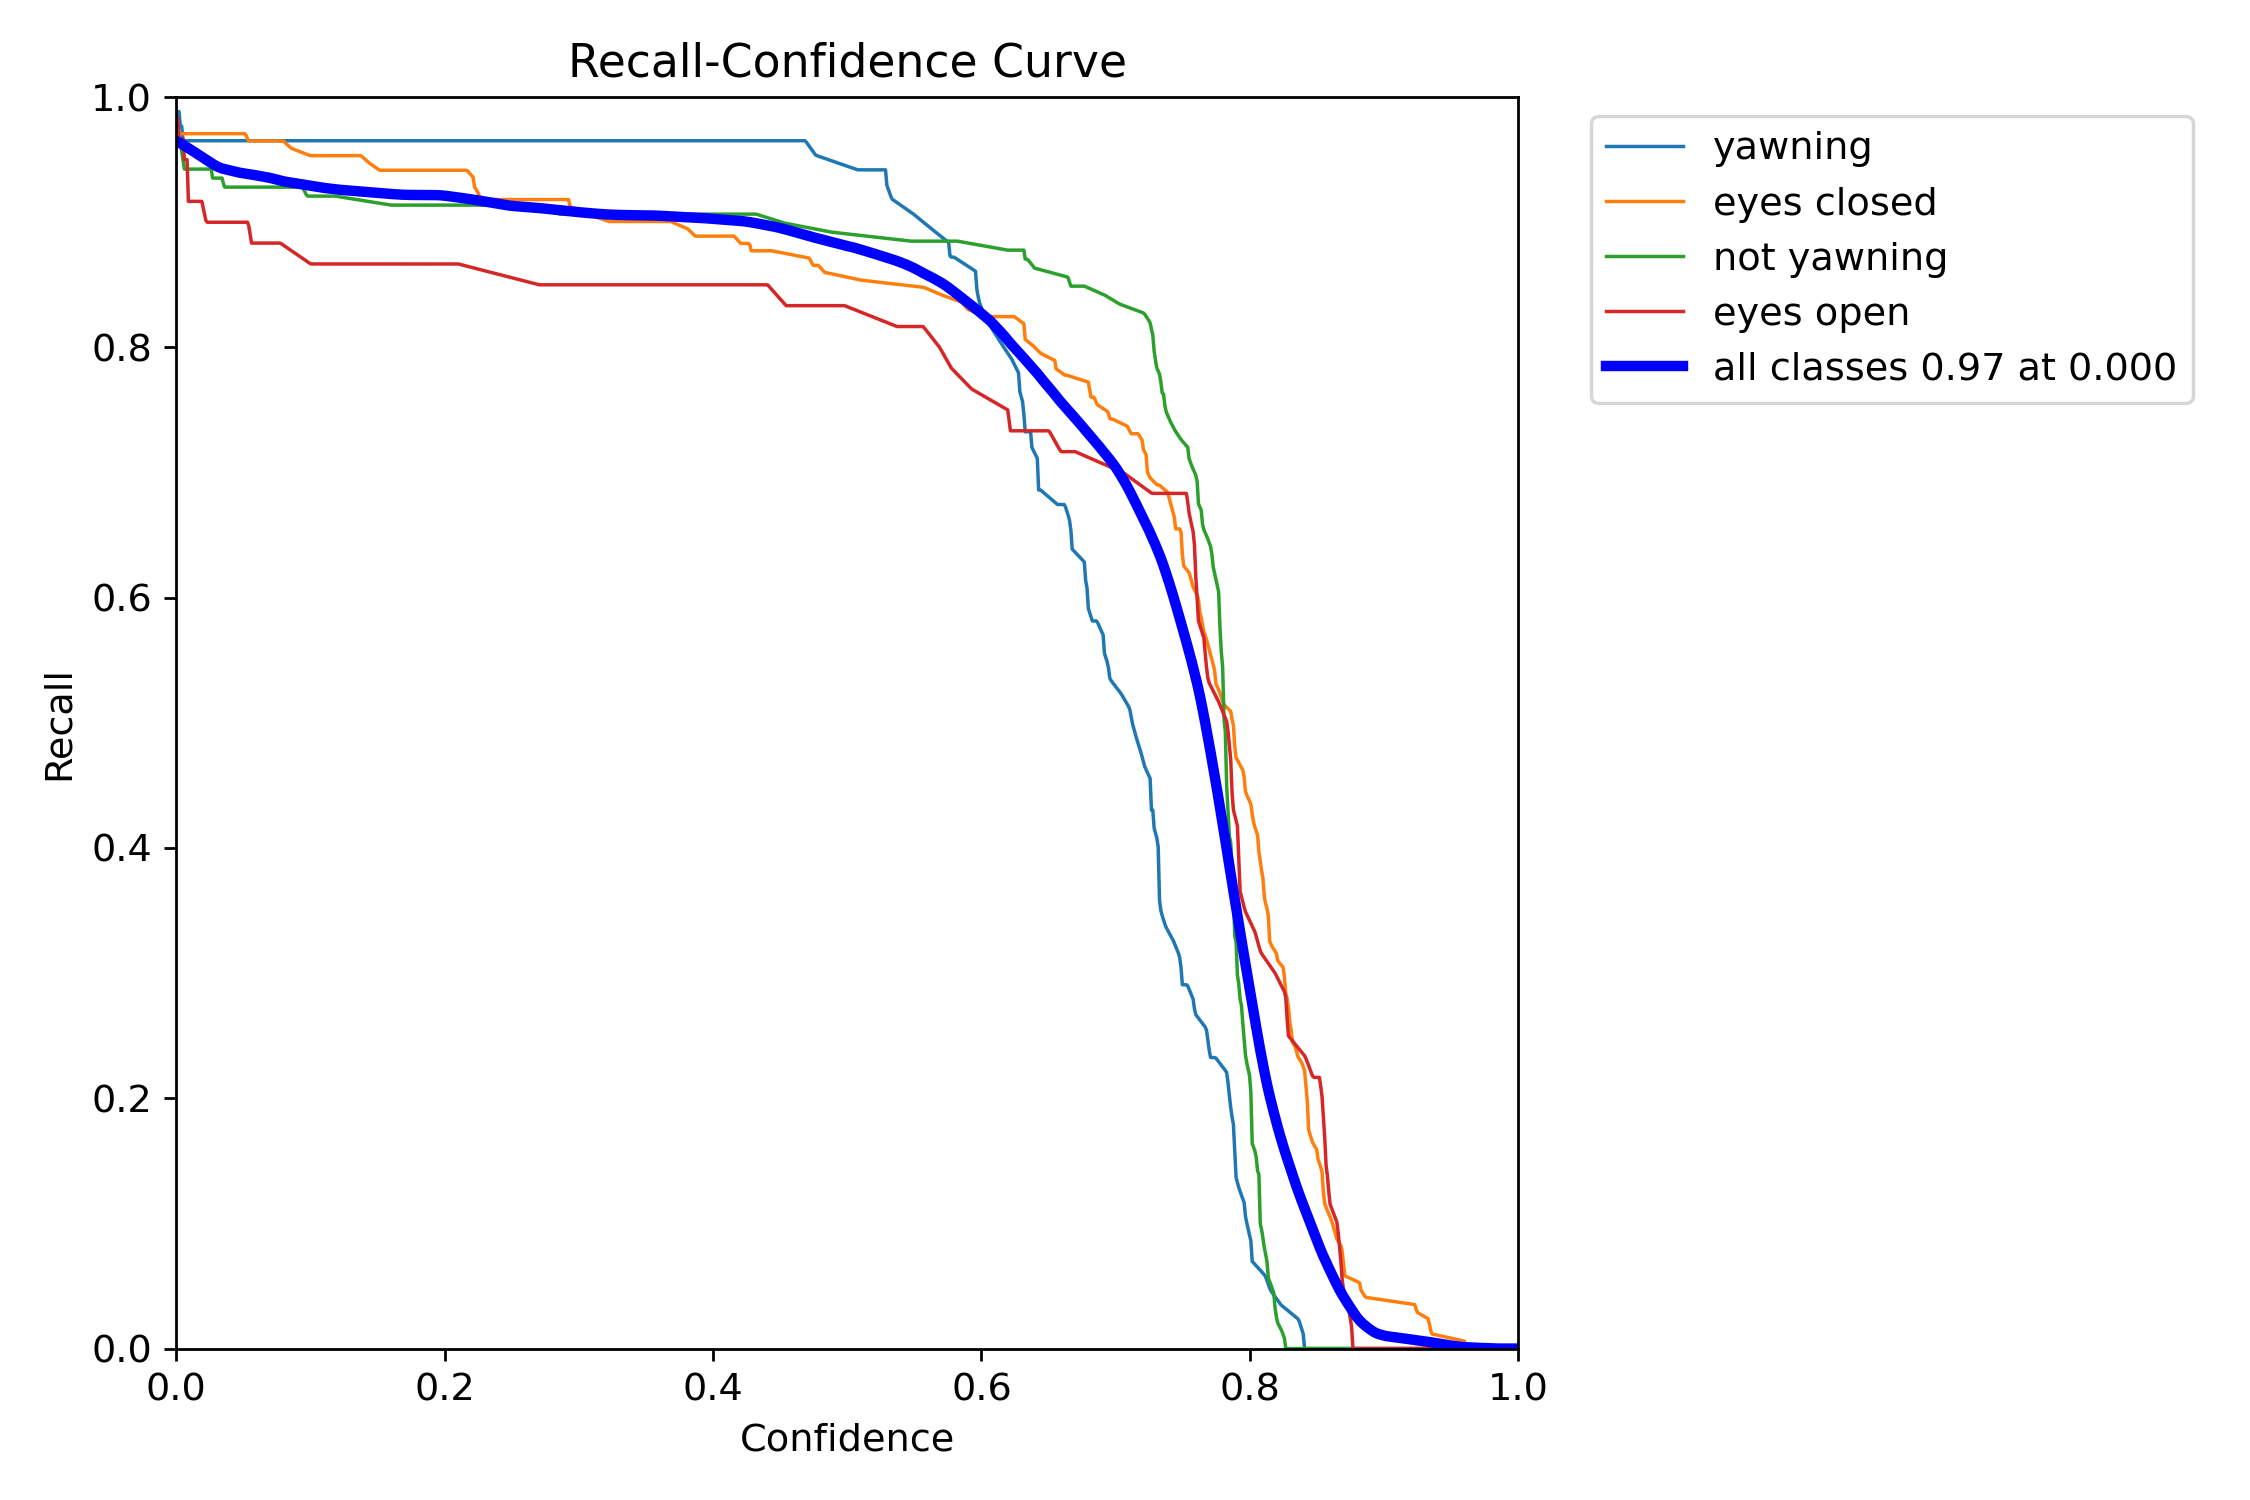 Recall-Confidence Curve
1.0
0.8
0.6
0.4
0.2
0.0
Recall
0.0 0.2 0.4 0.6 0.8 1.0
Confidence
yawning
eyes closed
not yawning
eyes open
all classes 0.97 at 0.000